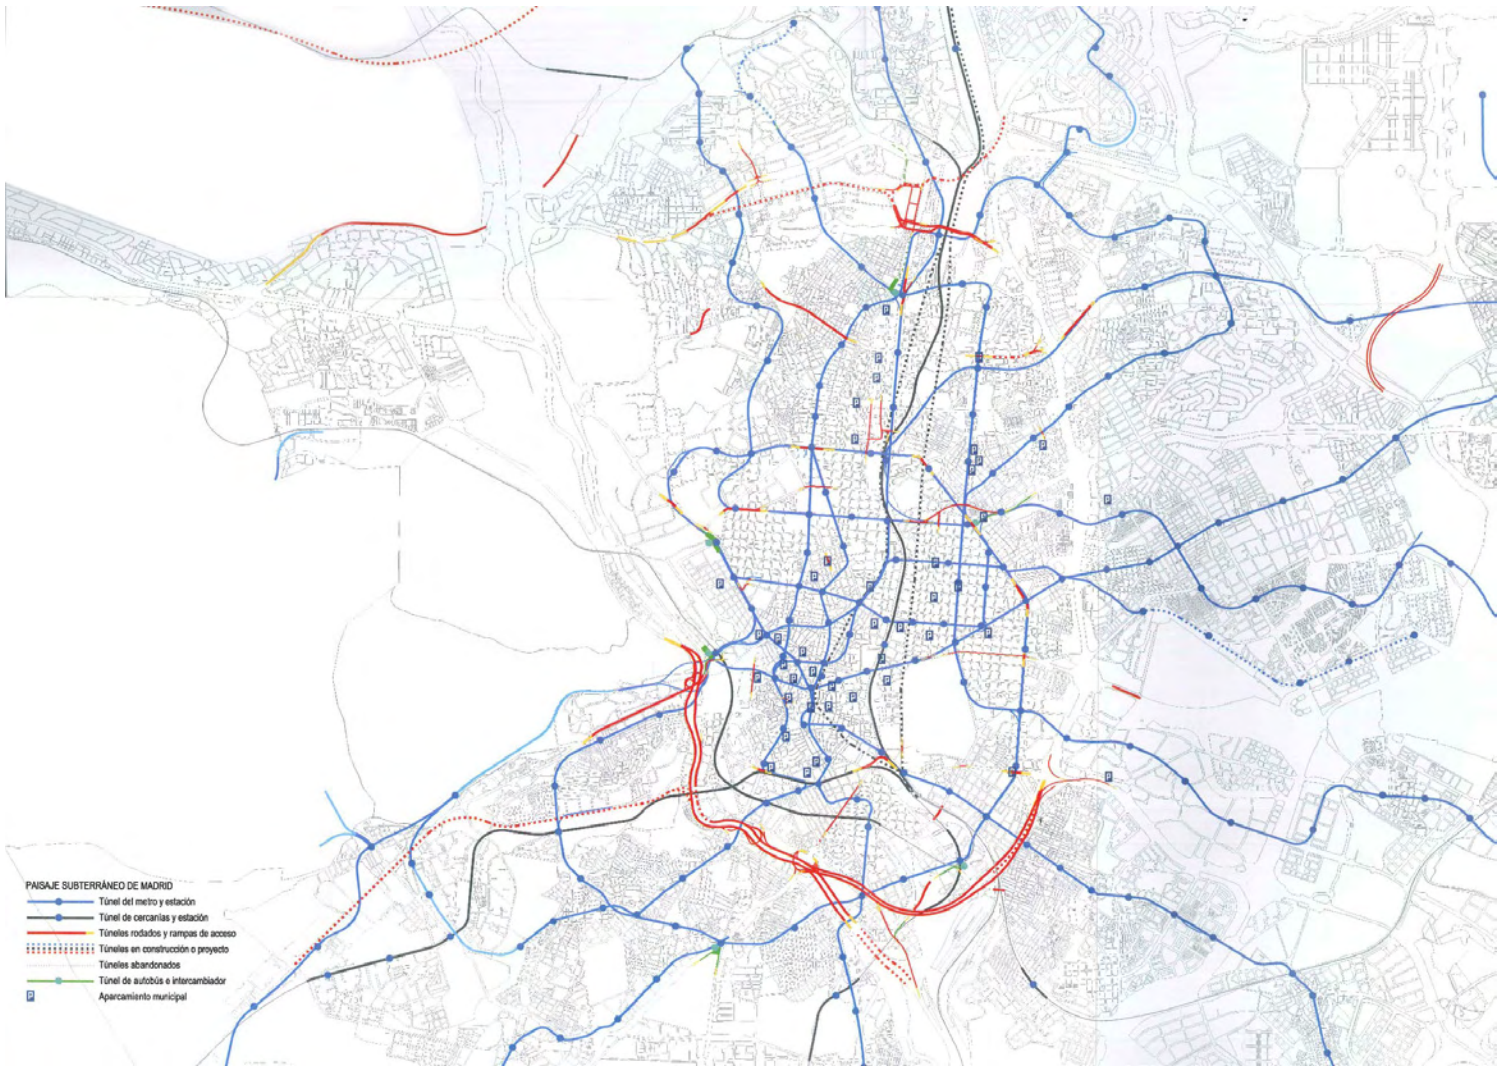 PAISAJE SUBTERRÁNEO DE MADRID
Túnel del metro y estación
Túnel de cercanías y estación
Túneles rodados y rampas de acceso
Túneles en construcción o proyecto
Túneles abandonados
Túnel de autobús e intercambiador
P Aparcamiento municipal